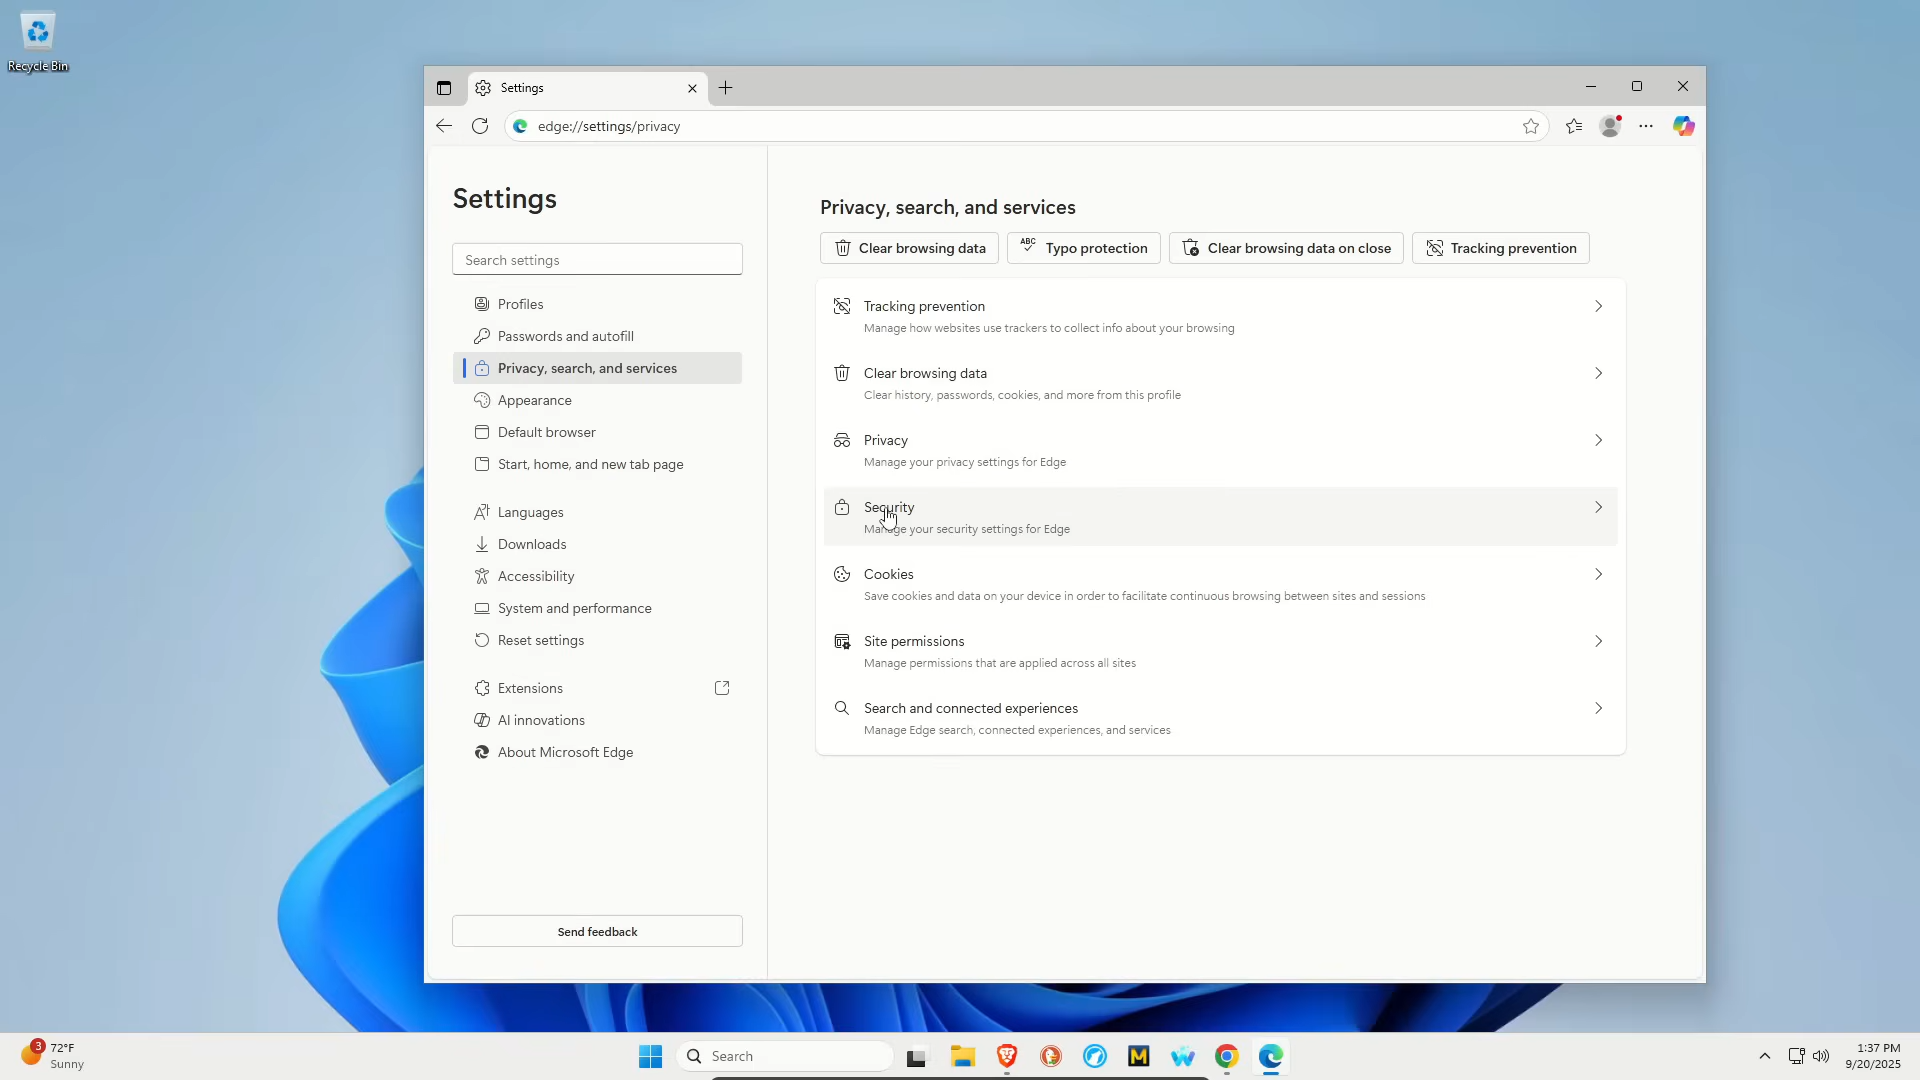 Recycle Bin
Settings
edge://settings/privacy
Settings
Search settings
Profiles
Passwords and autofill
Privacy, search, and services
Appearance
Default browser
Start, home, and new tab page
Languages
Downloads
Accessibility
System and performance
Reset settings
Extensions
AI innovations
About Microsoft Edge
Send feedback
Privacy, search, and services
Clear browsing data
ABC Typo protection
Clear browsing data on close
Tracking prevention
Tracking prevention
Manage how websites use trackers to collect info about your browsing
Clear browsing data
Clear history, passwords, cookies, and more from this profile
Privacy
Manage your privacy settings for Edge
Security
Manage your security settings for Edge
Cookies
Save cookies and data on your device in order to facilitate continuous browsing between sites and sessions
Site permissions
Manage permissions that are applied across all sites
Search and connected experiences
Manage Edge search, connected experiences, and services
3
72°F
Sunny
Search
M
1:37 PM
9/20/2025